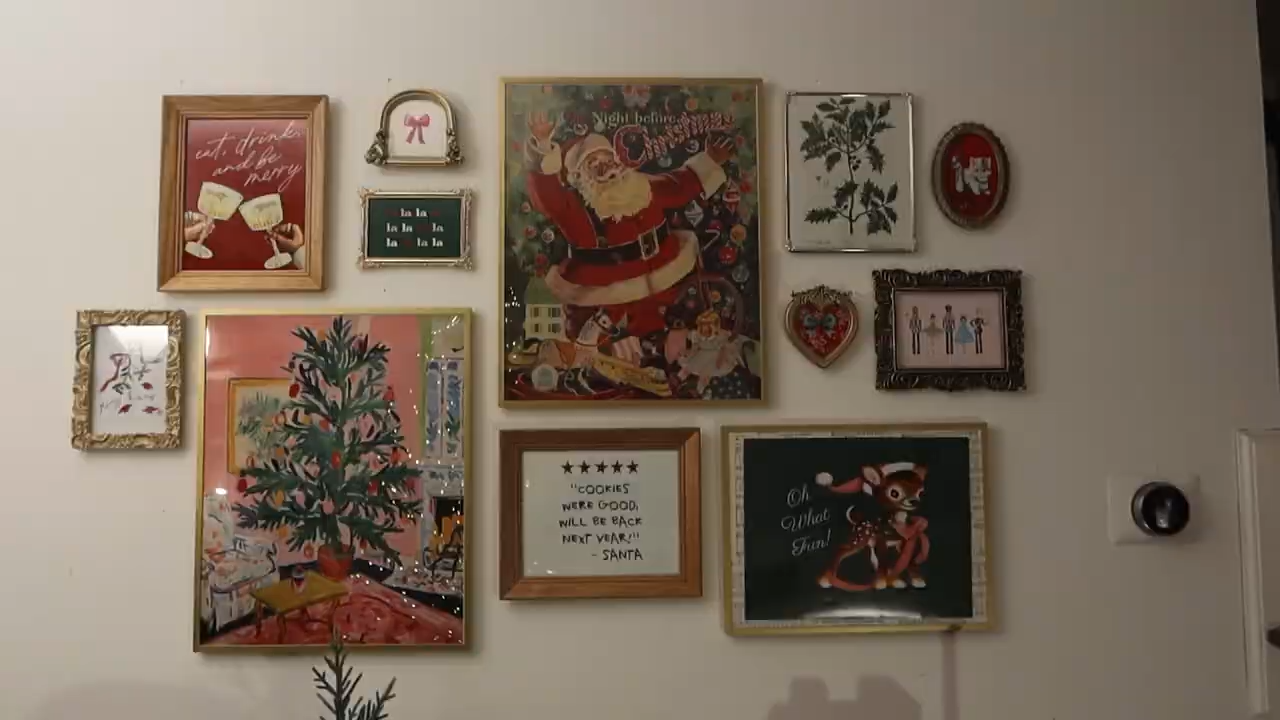 eat, drink,
and be
merry
la la
la la la
la la la
Night before
Christmas
★★★★★
"COOKIES
WERE GOOD,
WILL BE BACK
NEXT YEAR!"
- SANTA
Oh
What
Fun!